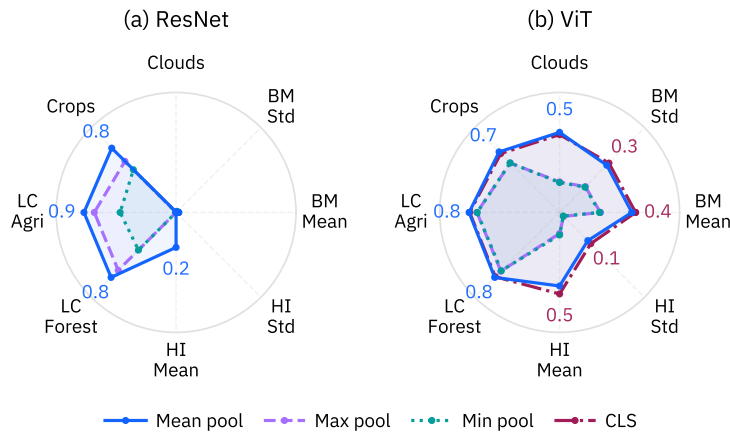 (a) ResNet
Clouds
BM
Std
BM
Mean
HI
Std
HI
Mean
LC
Forest
LC
Agri
Crops
0.8
0.9
0.8
0.2
(b) ViT
Clouds
BM
Std
BM
Mean
HI
Std
HI
Mean
LC
Forest
LC
Agri
Crops
0.5
0.3
0.4
0.1
0.5
0.8
0.8
0.7
Mean pool
Max pool
Min pool
CLS